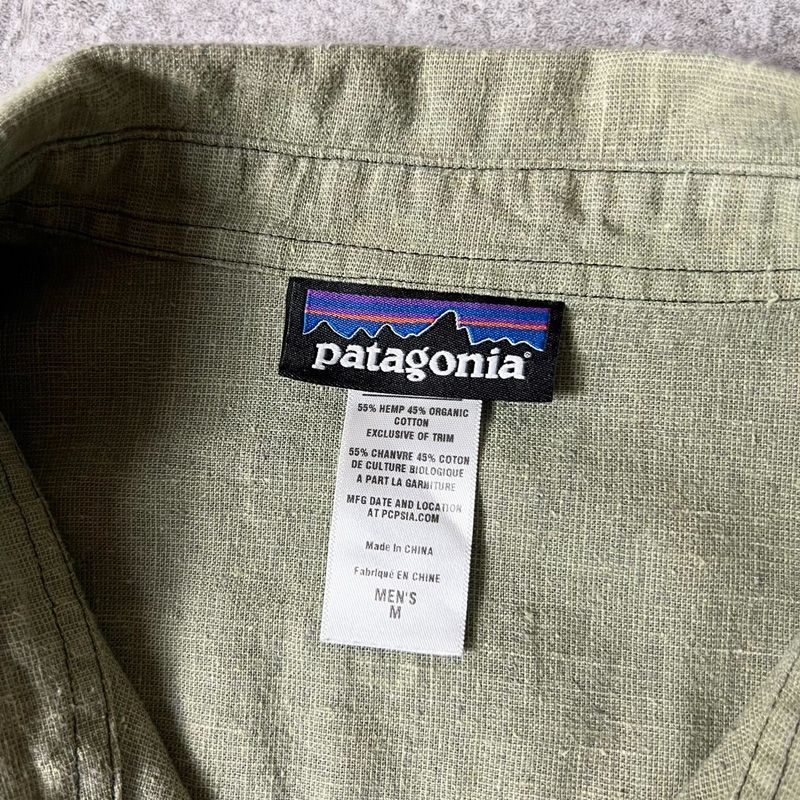 patagonia®
55% HEMP 45% ORGANIC
COTTON
EXCLUSIVE OF TRIM
55% CHANVRE 45% COTON
DE CULTURE BIOLOGIQUE
A PART LA GARNITURE
MFG DATE AND LOCATION
AT PCPSIA.COM
Made in CHINA
Fabriqué EN CHINE
MEN'S
M